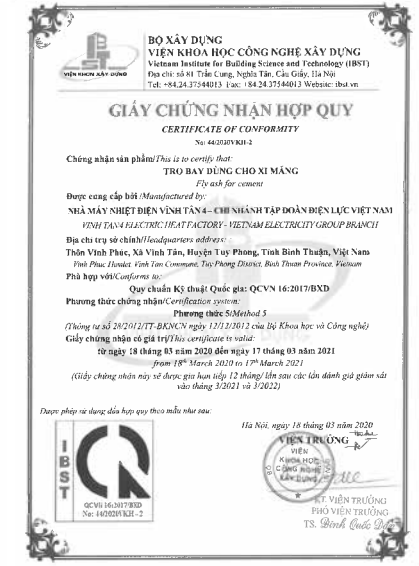 IBST
VIỆN KHCN XÂY DỰNG
BỘ XÂY DỰNG
VIỆN KHOA HỌC CÔNG NGHỆ XÂY DỰNG
Vietnam Institute for Building Science and Technology (IBST)
Địa chỉ: số 81 Trần Cung, Nghĩa Tân, Cầu Giấy, Hà Nội
Tel: +84.24.37544013 Fax: +84.24.37544013 Website: ibst.vn
GIẤY CHỨNG NHẬN HỢP QUY
CERTIFICATE OF CONFORMITY
No: 44/2020VKH-2
Chứng nhận sản phẩm/This is to certify that:
TRO BAY DÙNG CHO XI MĂNG
Fly ash for cement
Được cung cấp bởi /Manufactured by:
NHÀ MÁY NHIỆT ĐIỆN VĨNH TÂN 4 – CHI NHÁNH TẬP ĐOÀN ĐIỆN LỰC VIỆT NAM
VINH TAN 4 ELECTRIC HEAT FACTORY - VIETNAM ELECTRICITY GROUP BRANCH
Địa chỉ trụ sở chính/Headquarters address:
Thôn Vĩnh Phúc, Xã Vĩnh Tân, Huyện Tuy Phong, Tỉnh Bình Thuận, Việt Nam
Vinh Phuc Hamlet, Vinh Tan Commune, Tuy Phong District, Binh Thuan Province, Vietnam
Phù hợp với/Conforms to:
Quy chuẩn Kỹ thuật Quốc gia: QCVN 16:2017/BXD
Phương thức chứng nhận/Certification system:
Phương thức 5/Method 5
(Thông tư số 28/2012/TT-BKHCN ngày 12/12/2012 của Bộ Khoa học và Công nghệ)
Giấy chứng nhận có giá trị/This certificate is valid:
từ ngày 18 tháng 03 năm 2020 đến ngày 17 tháng 03 năm 2021
from 18th March 2020 to 17th March 2021
(Giấy chứng nhận này sẽ được gia hạn tiếp 12 tháng/ lần sau các lần đánh giá giám sát
vào tháng 3/2021 và 3/2022)
Được phép sử dụng dấu hợp quy theo mẫu như sau:
Hà Nội, ngày 18 tháng 03 năm 2020
VIỆN TRƯỞNG
VIỆN
KHOA HỌC
CÔNG NGHỆ
XÂY DỰNG
IBST
QCVN 16:2017/BXD
No: 44/2020VKH - 2
KT. VIỆN TRƯỞNG
PHÓ VIỆN TRƯỞNG
TS. Đinh Quốc Dân